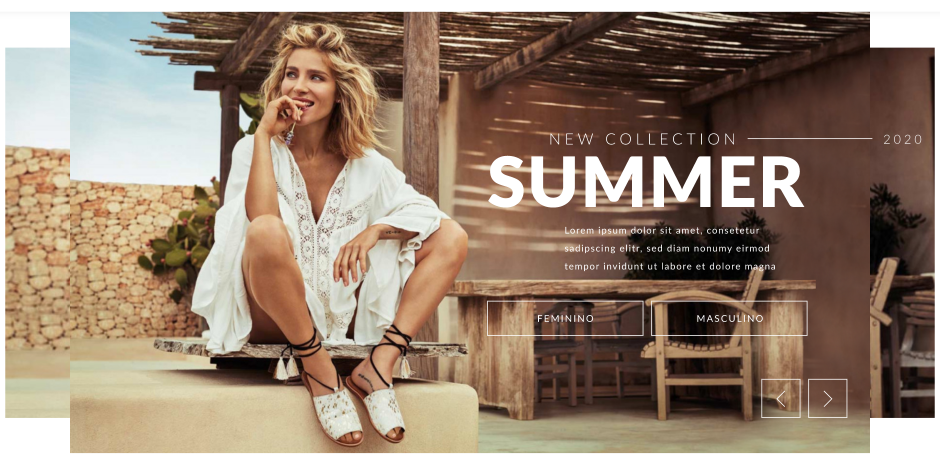 NEW COLLECTION 2020
SUMMER
Lorem ipsum dolor sit amet, consetetur
sadipscing elitr, sed diam nonumy eirmod
tempor invidunt ut labore et dolore magna
FEMININO MASCULINO